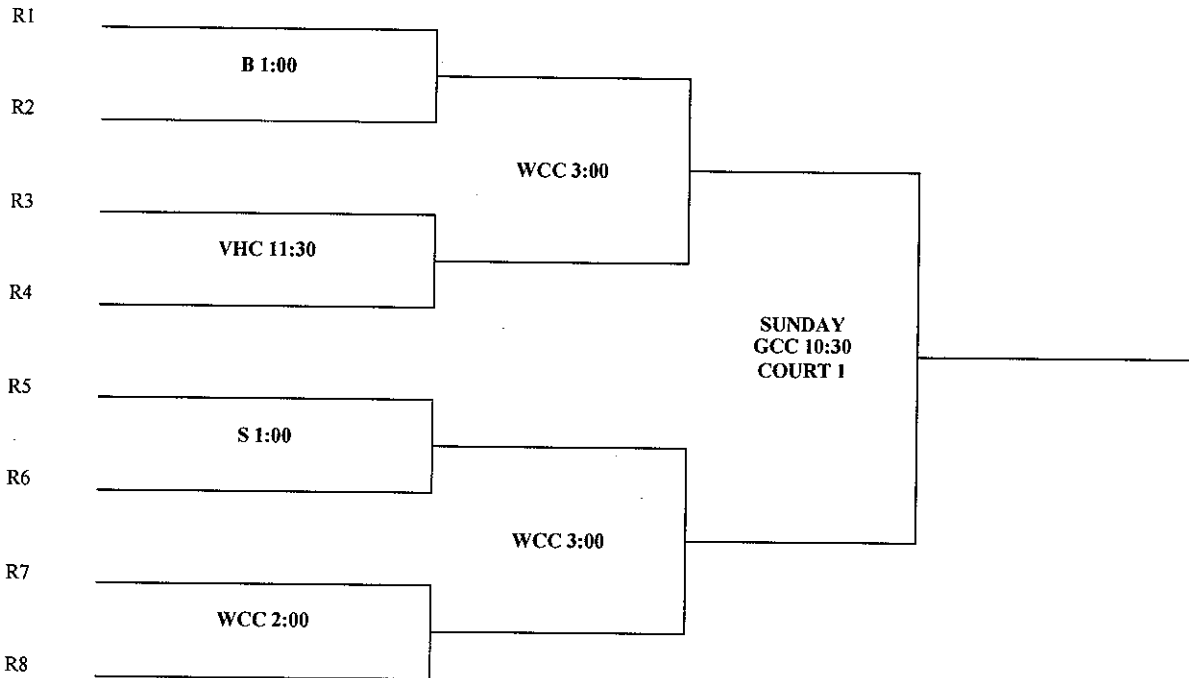 R1
B 1:00
R2
WCC 3:00
R3
VHC 11:30
R4
SUNDAY
GCC 10:30
COURT 1
R5
S 1:00
R6
WCC 3:00
R7
WCC 2:00
R8